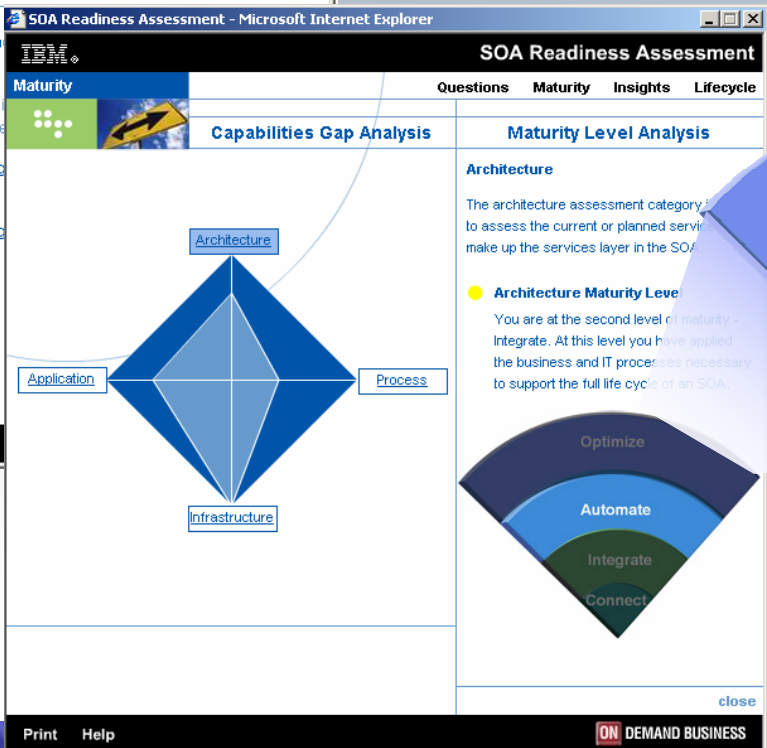 SOA Readiness Assessment - Microsoft Internet Explorer
IBM®
SOA Readiness Assessment
Maturity
Questions Maturity Insights Lifecycle
Capabilities Gap Analysis
Maturity Level Analysis
Architecture
The architecture assessment category
to assess the current or planned
make up the services layer in the SOA
Architecture Maturity Level
You are at the second level of maturity -
Integrate. At this level you have applied
the business and IT processes necessary
to support the full life cycle of an SOA.
Architecture
Application
Process
Infrastructure
Optimize
Automate
Integrate
Connect
close
Print Help
ON DEMAND BUSINESS